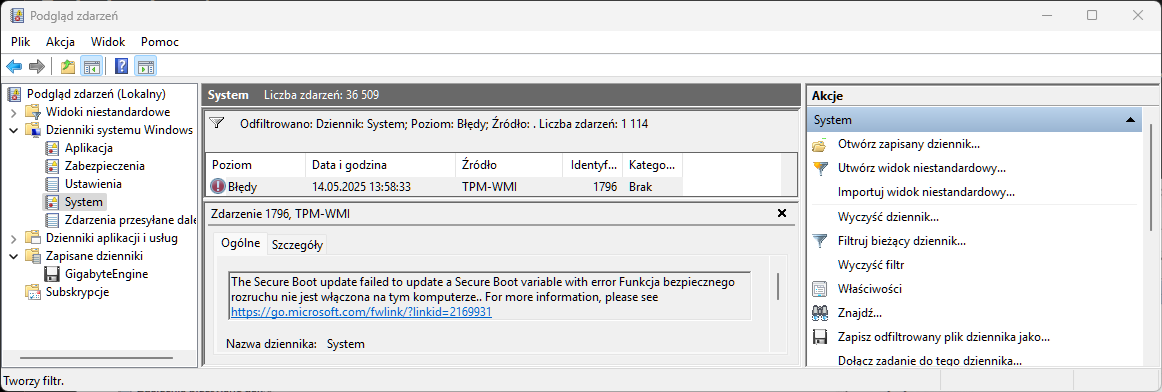 Podgląd zdarzeń
Plik Akcja Widok Pomoc
Podgląd zdarzeń (Lokalny)
Widoki niestandardowe
Dzienniki systemu Windows
Aplikacja
Zabezpieczenia
Ustawienia
System
Zdarzenia przesyłane dale
Dzienniki aplikacji i usług
Zapisane dzienniki
GigabyteEngine
Subskrypcje
System Liczba zdarzeń: 36 509
Odfiltrowano: Dziennik: System; Poziom: Błędy; Źródło: . Liczba zdarzeń: 1 114
Poziom Data i godzina Źródło Identyf... Katego...
Błędy 14.05.2025 13:58:33 TPM-WMI 1796 Brak
Zdarzenie 1796, TPM-WMI
Ogólne Szczegóły
The Secure Boot update failed to update a Secure Boot variable with error Funkcja bezpiecznego
rozruchu nie jest włączona na tym komputerze.. For more information, please see
https://go.microsoft.com/fwlink/?linkid=2169931
Nazwa dziennika: System
Akcje
System
Otwórz zapisany dziennik...
Utwórz widok niestandardowy...
Importuj widok niestandardowy...
Wyczyść dziennik...
Filtruj bieżący dziennik...
Wyczyść filtr
Właściwości
Znajdź...
Zapisz odfiltrowany plik dziennika jako...
Dołącz zadanie do tego dziennika...
Tworzy filtr.